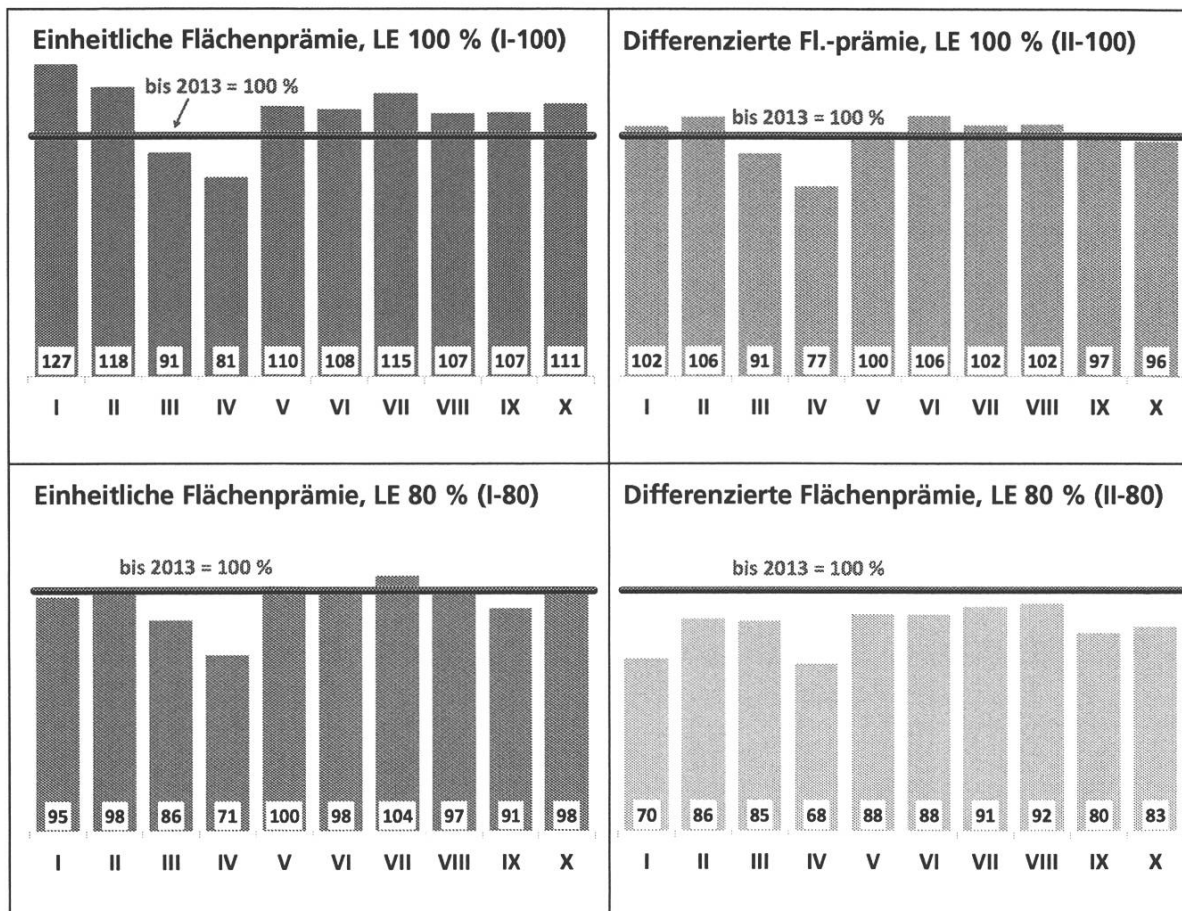 Einheitliche Flächenprämie, LE 100 % (I-100)
bis 2013 = 100 %
127 118 91 81 110 108 115 107 107 111
I II III IV V VI VII VIII IX X
Differenzierte Fl.-prämie, LE 100 % (II-100)
bis 2013 = 100 %
102 106 91 77 100 106 102 102 97 96
I II III IV V VI VII VIII IX X
Einheitliche Flächenprämie, LE 80 % (I-80)
bis 2013 = 100 %
95 98 86 71 100 98 104 97 91 98
I II III IV V VI VII VIII IX X
Differenzierte Flächenprämie, LE 80 % (II-80)
bis 2013 = 100 %
70 86 85 68 88 88 91 92 80 83
I II III IV V VI VII VIII IX X